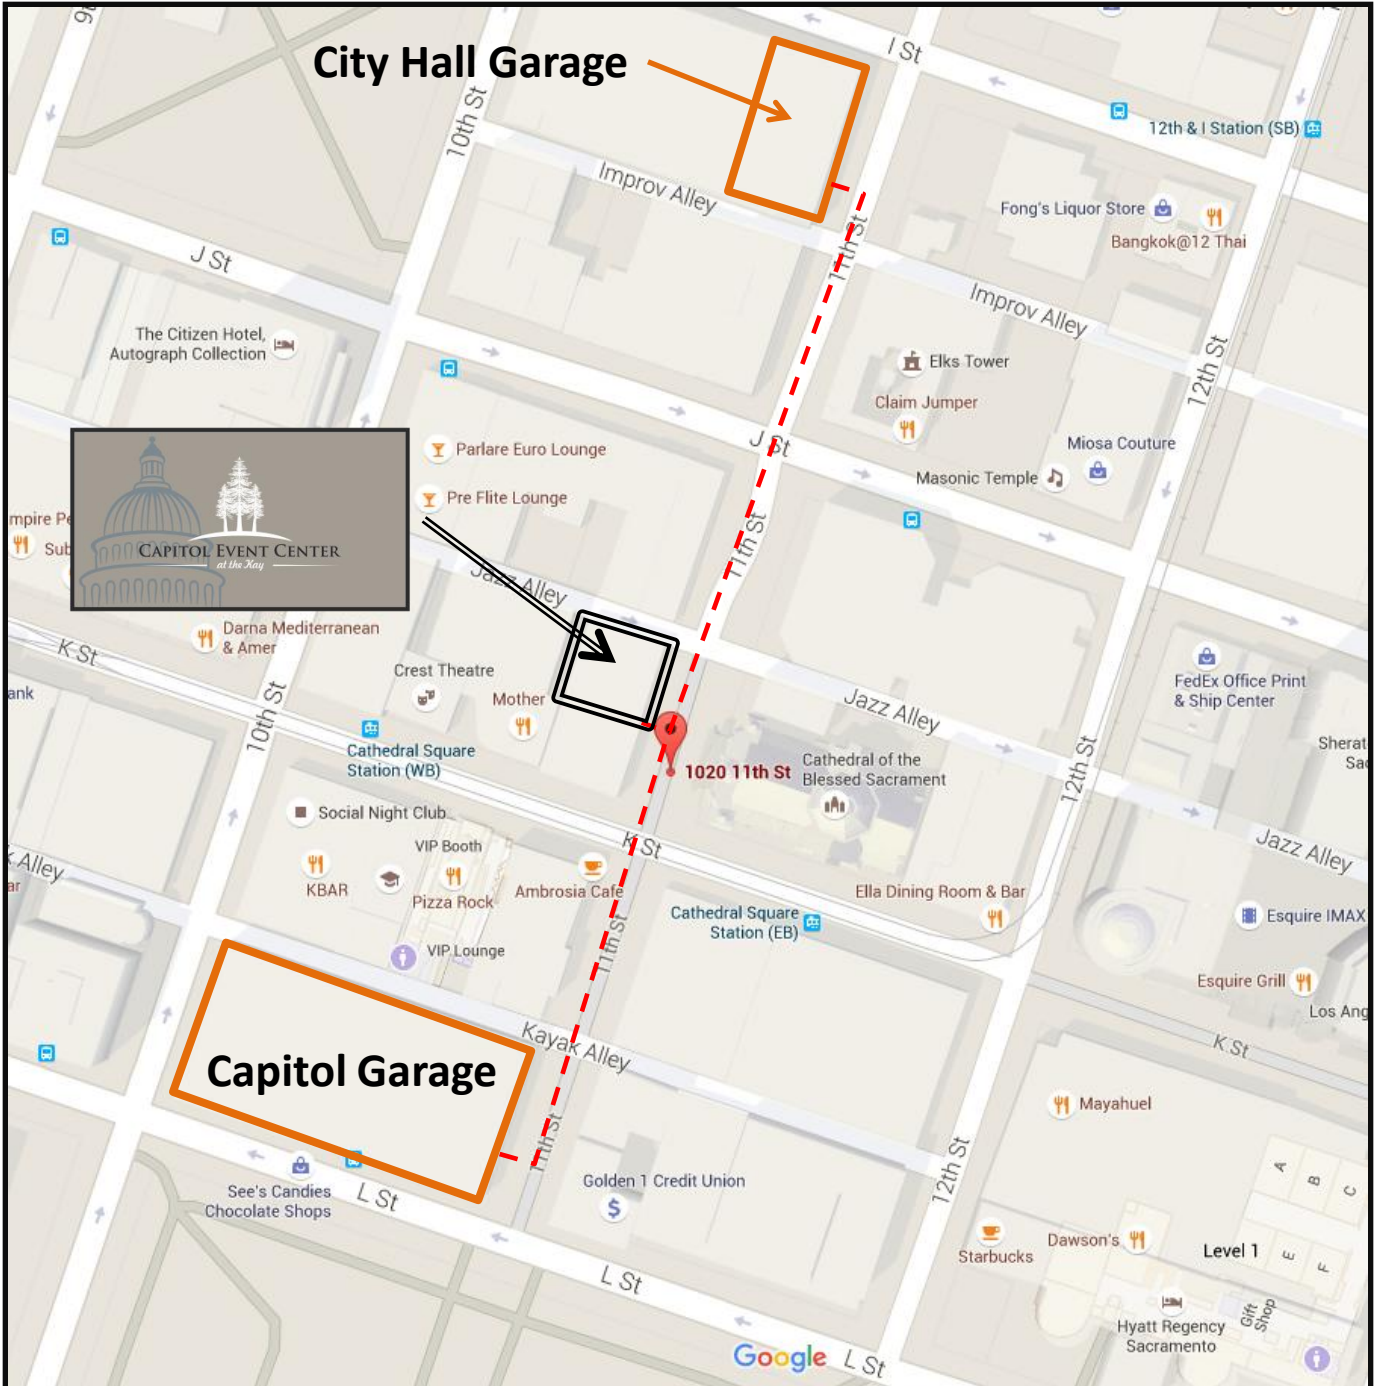 City Hall Garage
I St
10th St
12th & I Station (SB)
Improv Alley
Fong's Liquor Store
Bangkok@12 Thai
J St
11th St
Improv Alley
The Citizen Hotel,
Autograph Collection
Elks Tower
12th St
Claim Jumper
J St
Miosa Couture
Parlare Euro Lounge
Masonic Temple
Pre Flite Lounge
CAPITOL EVENT CENTER
at the Kay
11th St
Jazz Alley
Darna Mediterranean
& Amer
K St
Crest Theatre
Mother
FedEx Office Print
& Ship Center
Jazz Alley
10th St
Cathedral Square
Station (WB)
1020 11th St
Cathedral of the
Blessed Sacrament
12th St
Social Night Club
VIP Booth
K St
Jazz Alley
KBAR
Pizza Rock
Ambrosia Cafe
Ella Dining Room & Bar
Cathedral Square
Station (EB)
Esquire IMAX
VIP Lounge
11th St
Esquire Grill
Los Ang
Kayak Alley
K St
Capitol Garage
Mayahuel
11th St
12th St
See's Candies
Chocolate Shops
L St
Golden 1 Credit Union
A
B
C
Starbucks
Dawson's
Level 1
E
F
L St
Gift
Shop
Hyatt Regency
Sacramento
Google
L St